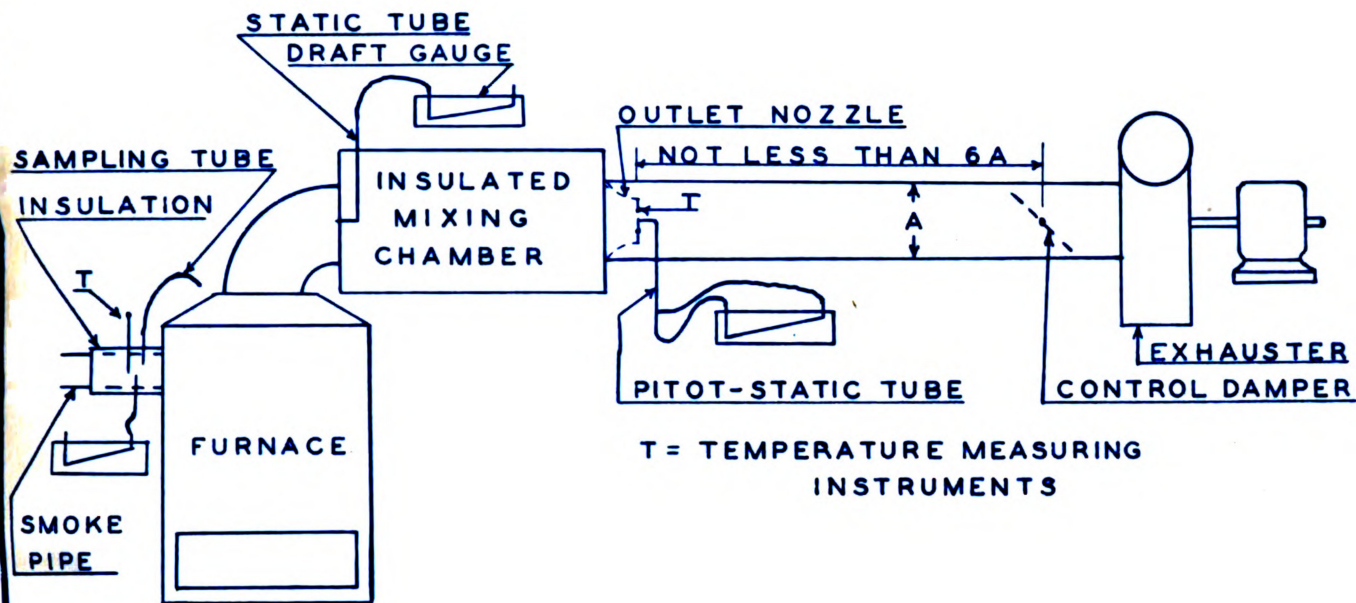 STATIC TUBE
DRAFT GAUGE
OUTLET NOZZLE
NOT LESS THAN 6A
SAMPLING TUBE
INSULATION
INSULATED
MIXING
CHAMBER
T
A
T
EXHAUSTER
PITOT-STATIC TUBE
CONTROL DAMPER
FURNACE
T = TEMPERATURE MEASURING
INSTRUMENTS
SMOKE
PIPE